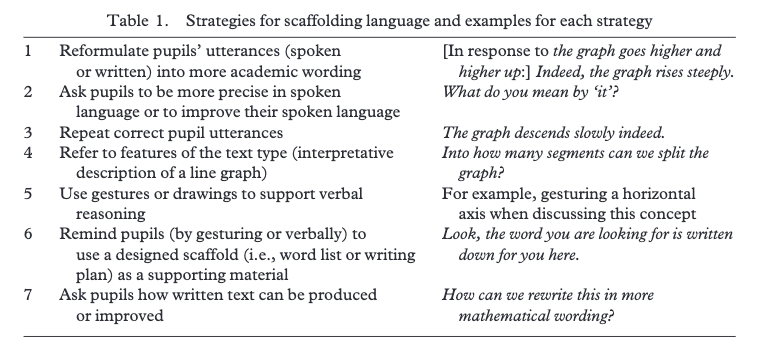 Table 1. Strategies for scaffolding language and examples for each strategy
1 Reformulate pupils' utterances (spoken [In response to the graph goes higher and
or written) into more academic wording higher up:] Indeed, the graph rises steeply.
2 Ask pupils to be more precise in spoken What do you mean by ‘it’?
language or to improve their spoken language
3 Repeat correct pupil utterances The graph descends slowly indeed.
4 Refer to features of the text type (interpretative Into how many segments can we split the
description of a line graph) graph?
5 Use gestures or drawings to support verbal For example, gesturing a horizontal
reasoning axis when discussing this concept
6 Remind pupils (by gesturing or verbally) to Look, the word you are looking for is written
use a designed scaffold (i.e., word list or writing down for you here.
plan) as a supporting material
7 Ask pupils how written text can be produced How can we rewrite this in more
or improved mathematical wording?